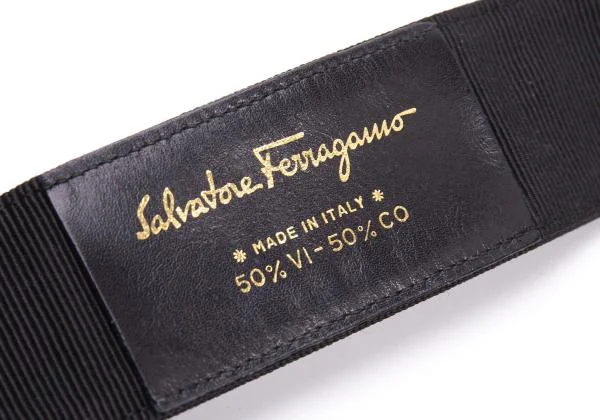 Salvatore Ferragamo
* MADE IN ITALY *
50% VI - 50% CO